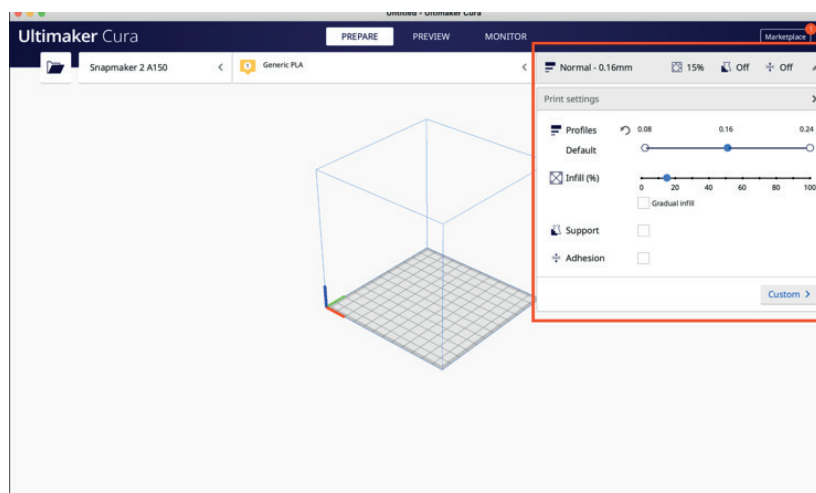 Untitled - Ultimaker Cura
Ultimaker Cura
PREPARE
PREVIEW
MONITOR
Marketplace
1
Snapmaker 2 A150
1
Generic PLA
Normal - 0.16mm
15%
Off
Off
Print settings
Profiles
0.08
0.16
0.24
Default
Infill (%)
0
20
40
60
80
100
Gradual infill
Support
Adhesion
Custom